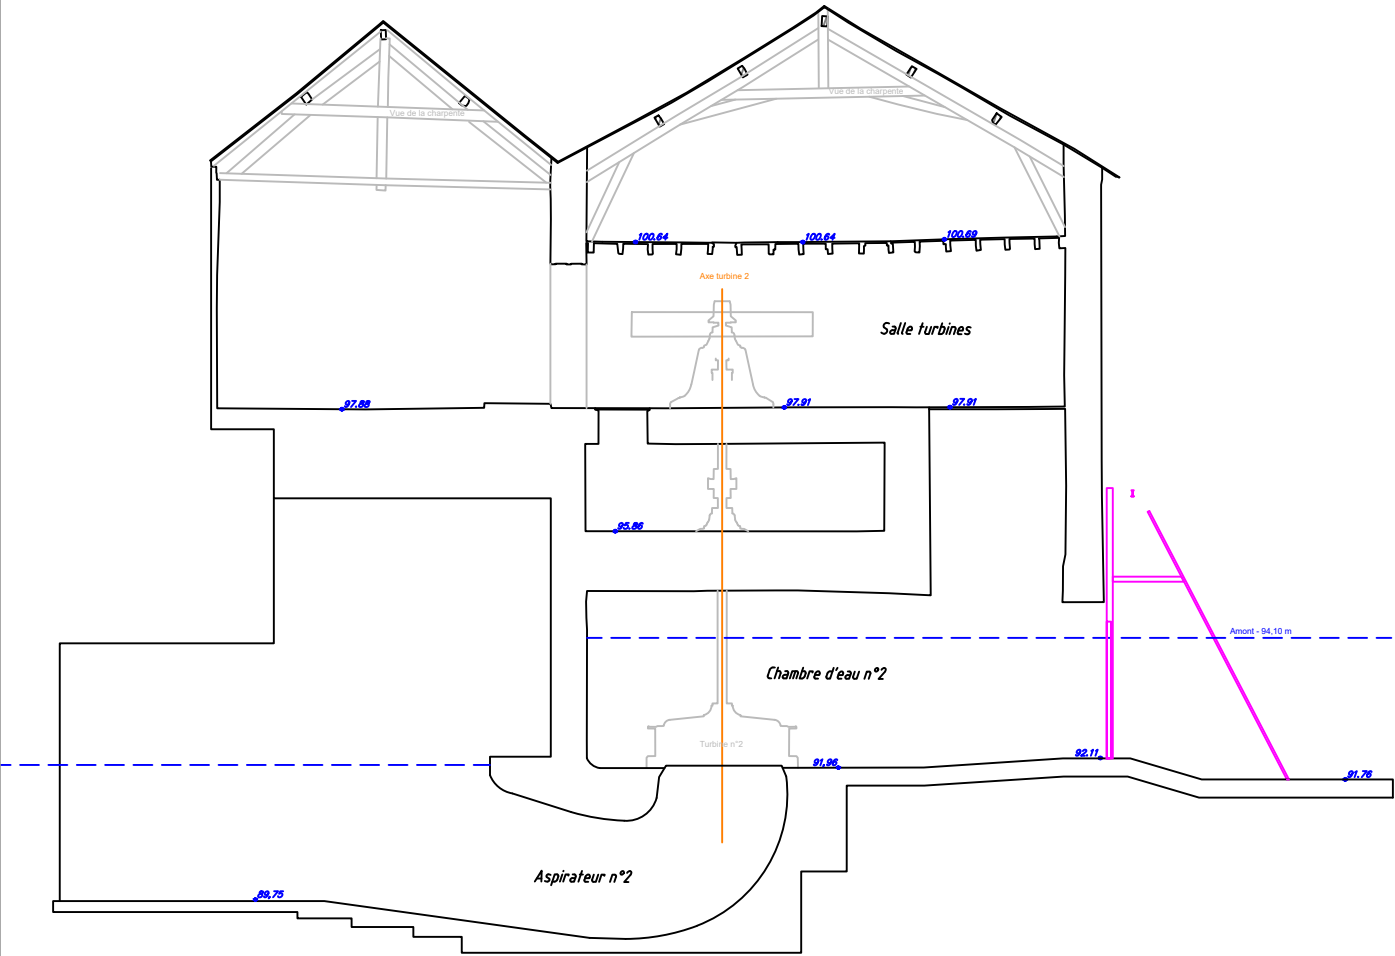 Vue de la charpente
Vue de la charpente
100.64
100.64
100.69
Axe turbine 2
Salle turbines
97.88
97.91
97.91
95.86
Amont - 94,10 m
Chambre d'eau n°2
Turbine n°2
91,96
92.11
91.76
Aspirateur n°2
89,75